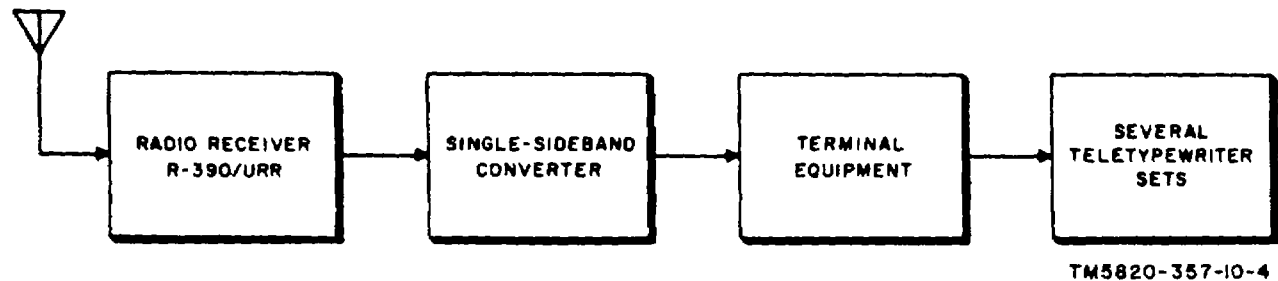 RADIO RECEIVER
R-390/URR
SINGLE-SIDEBAND
CONVERTER
TERMINAL
EQUIPMENT
SEVERAL
TELETYPEWRITER
SETS
TM5820-357-10-4